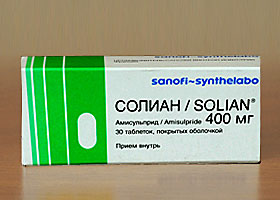 sanofi~synthelabo
СОЛИАН / SOLIAN®
Амисульприд / Amisulpride 400 мг
30 таблеток, покрытых оболочкой
Прием внутрь